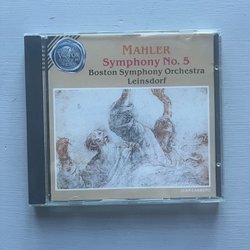 MAHLER
Symphony No. 5
Boston Symphony Orchestra
Leinsdorf